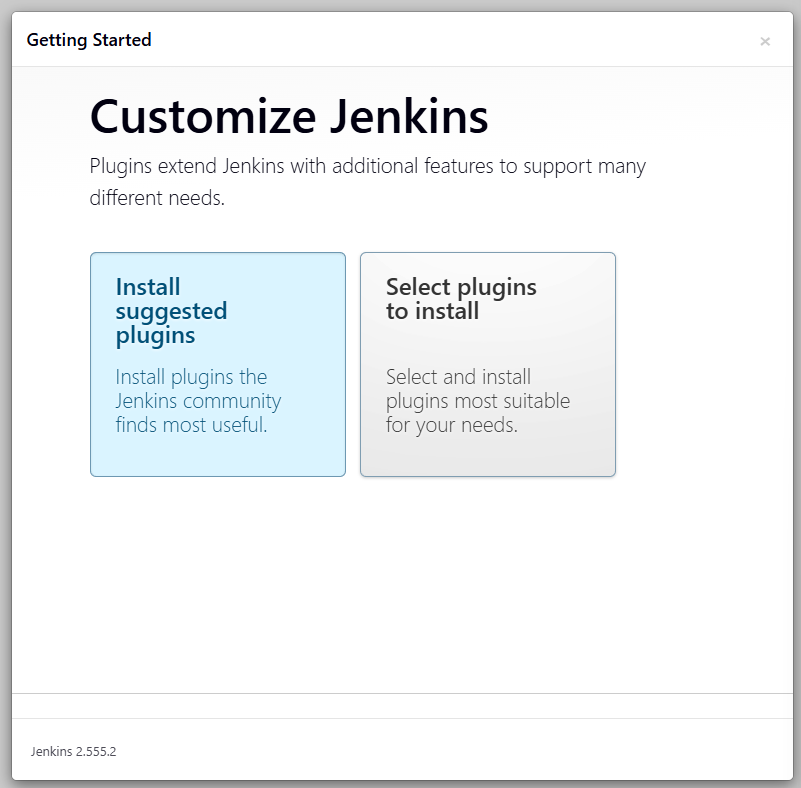 Getting Started
×
Customize Jenkins
Plugins extend Jenkins with additional features to support many
different needs.
Install
suggested
plugins
Install plugins the
Jenkins community
finds most useful.
Select plugins
to install
Select and install
plugins most suitable
for your needs.
Jenkins 2.555.2